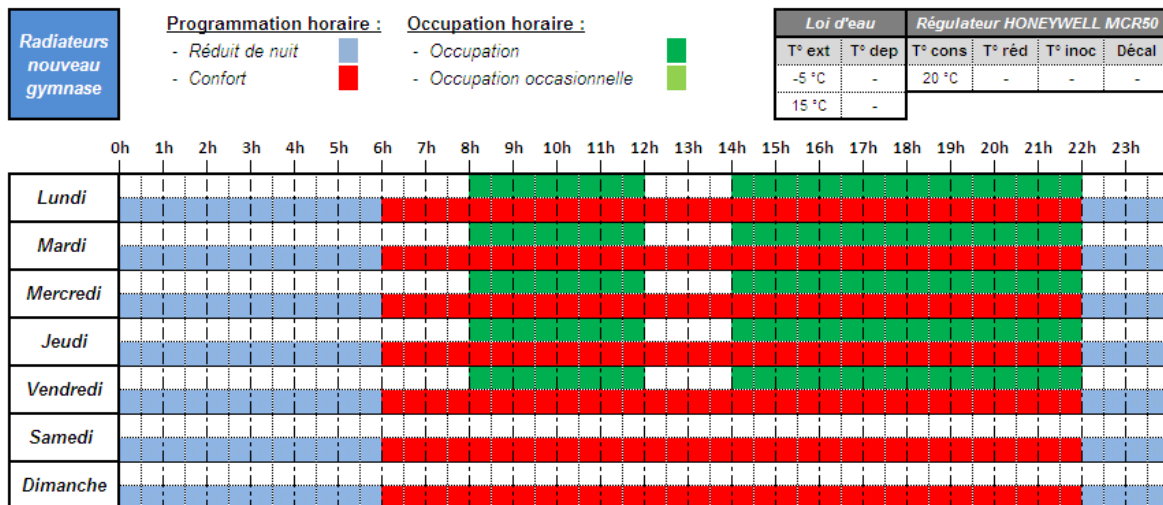 Radiateurs
nouveau
gymnase
Programmation horaire :
- Réduit de nuit
- Confort
Occupation horaire :
- Occupation
- Occupation occasionnelle
Loi d'eau Régulateur HONEYWELL MCR50
T° ext T° dep T° cons T° réd T° inoc Décal
-5 °C - 20 °C - - -
15 °C -
0h 1h 2h 3h 4h 5h 6h 7h 8h 9h 10h 11h 12h 13h 14h 15h 16h 17h 18h 19h 20h 21h 22h 23h
Lundi
Mardi
Mercredi
Jeudi
Vendredi
Samedi
Dimanche